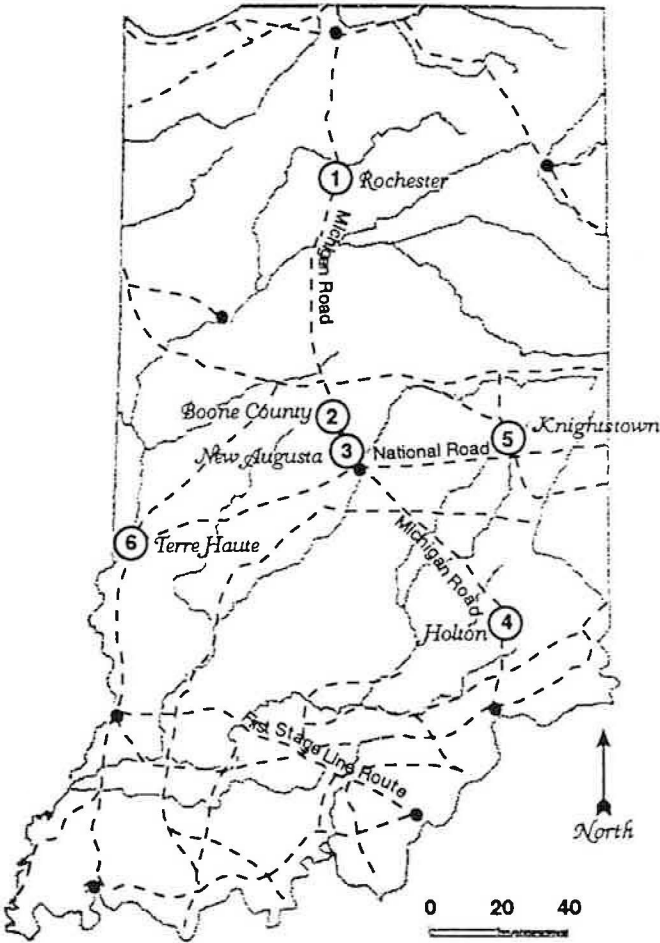 1 Rochester
Michigan Road
Boone County 2
New Augusta 3
National Road
5 Knightstown
6 Terre Haute
Michigan Road
Holton 4
First Stage Line Route
North
0 20 40